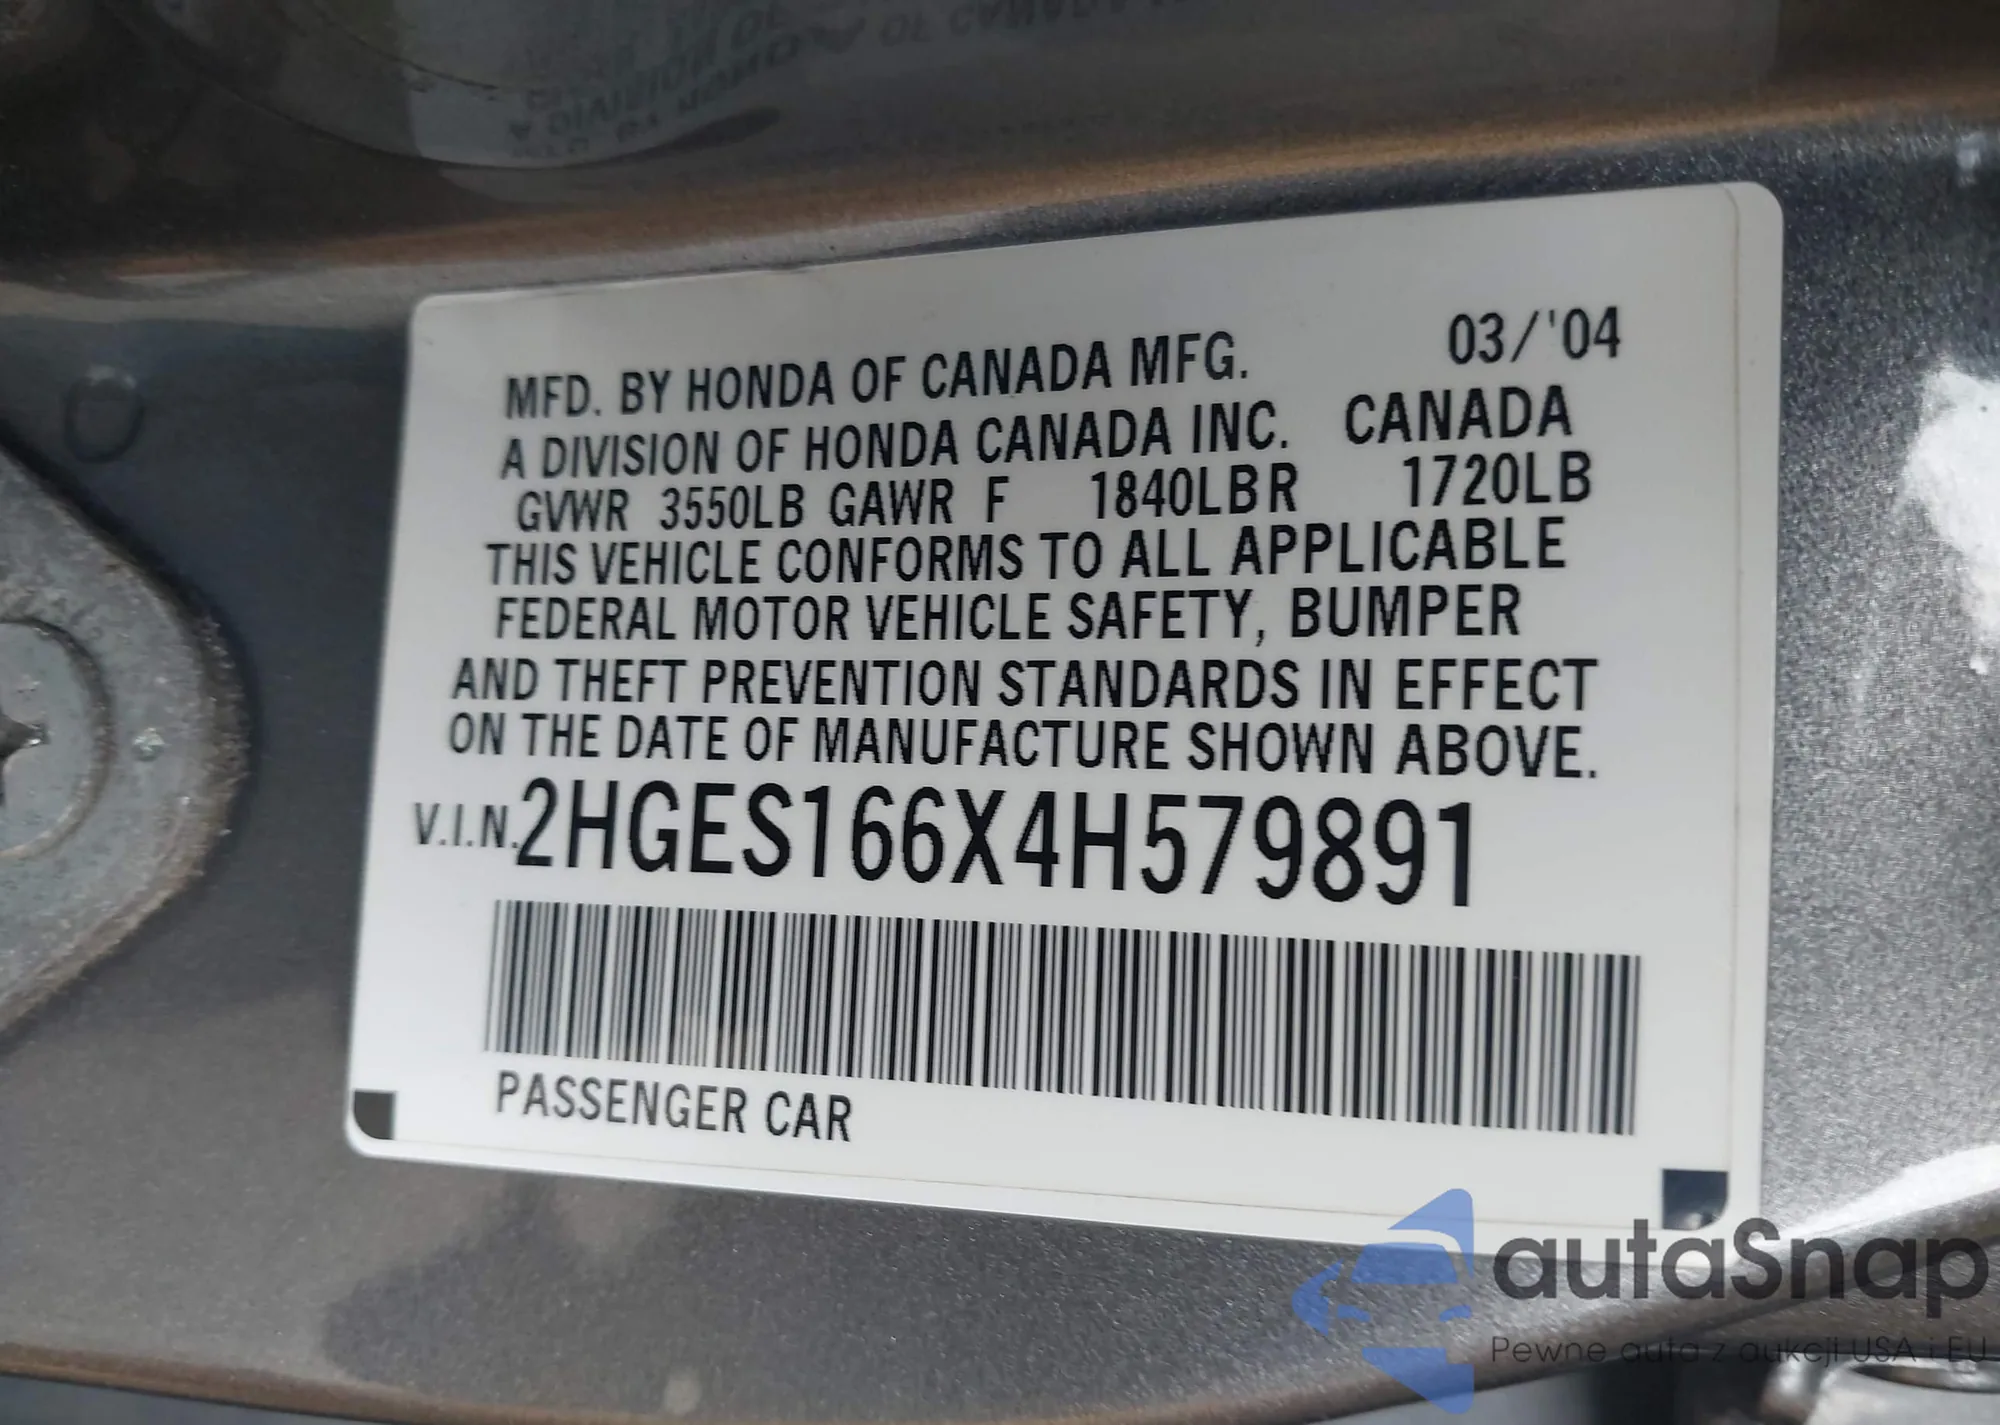 MFD. BY HONDA OF CANADA MFG. 03/'04
A DIVISION OF HONDA CANADA INC. CANADA
GVWR 3550LB GAWR F 1840LBR 1720LB
THIS VEHICLE CONFORMS TO ALL APPLICABLE
FEDERAL MOTOR VEHICLE SAFETY, BUMPER
AND THEFT PREVENTION STANDARDS IN EFFECT
ON THE DATE OF MANUFACTURE SHOWN ABOVE.
V.I.N.2HGES166X4H579891
PASSENGER CAR
autaSnap
Pewne auta z aukcji USA i EU